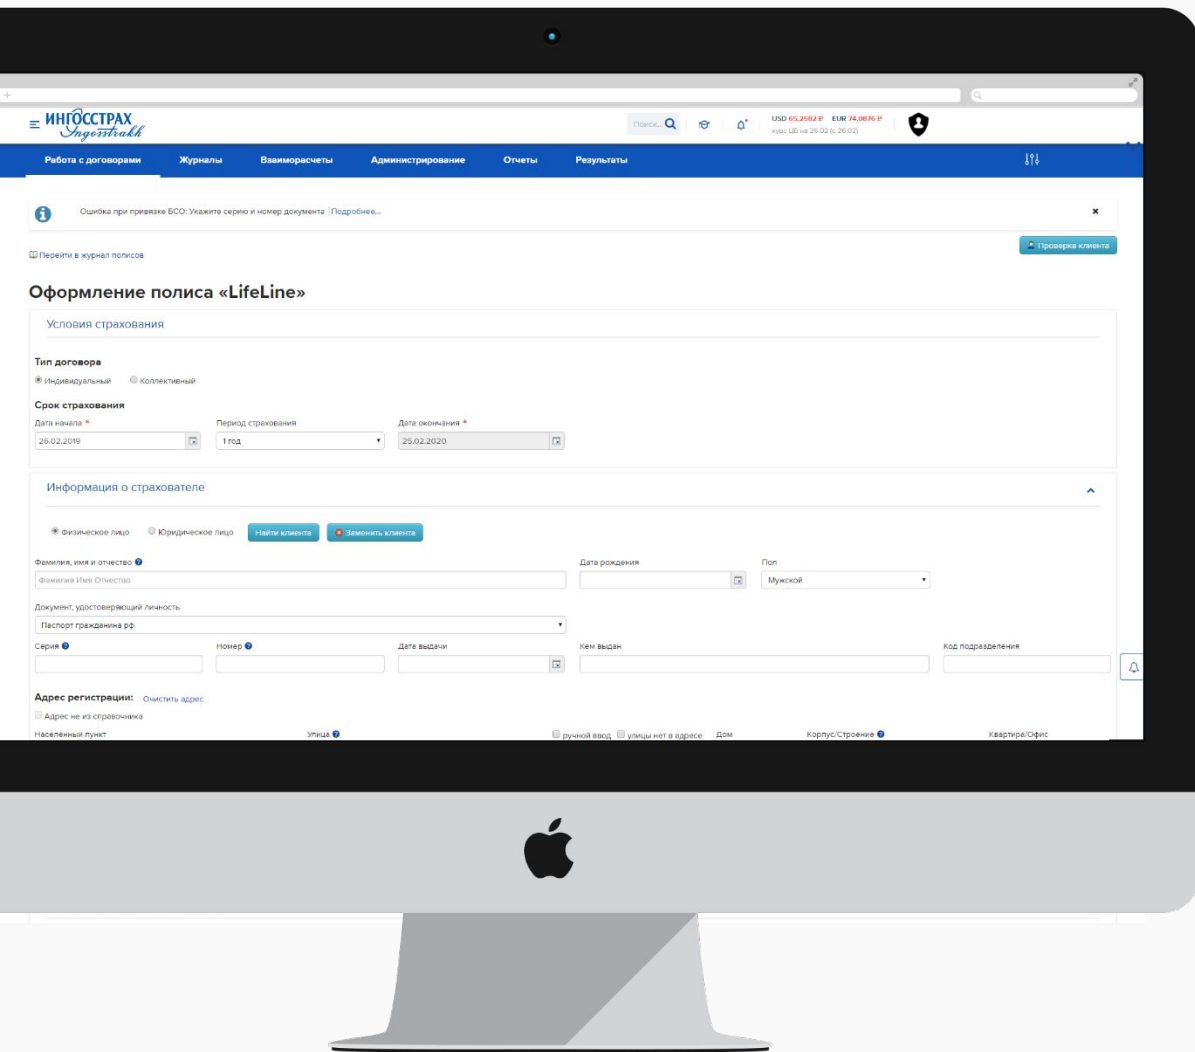 ИНГОССТРАХ
Ingosstrakh
Поиск...
USD 65,2502 ₽ EUR 74,0876 ₽
курс ЦБ на 26.02 (с 26.02)
Работа с договорами Журналы Взаиморасчеты Администрирование Отчеты Результаты
Ошибка при привязке БСО: Укажите серию и номер документа | Подробнее...
Проверка клиента
Перейти в журнал полисов
Оформление полиса «LifeLine»
Условия страхования
Тип договора
Индивидуальный Коллективный
Срок страхования
Дата начала * Период страхования Дата окончания *
26.02.2019 1 год 25.02.2020
Информация о страхователе
Физическое лицо Юридическое лицо Найти клиента Заменить клиента
Фамилия, имя и отчество Дата рождения Пол
Фамилия Имя Отчество Мужской
Документ, удостоверяющий личность
Паспорт гражданина рф
Серия Номер Дата выдачи Кем выдан Код подразделения
Адрес регистрации: Очистить адрес
Адрес не из справочника
Населенный пункт Улица ручной ввод улицы нет в адресе Дом Корпус/Строение Квартира/Офис